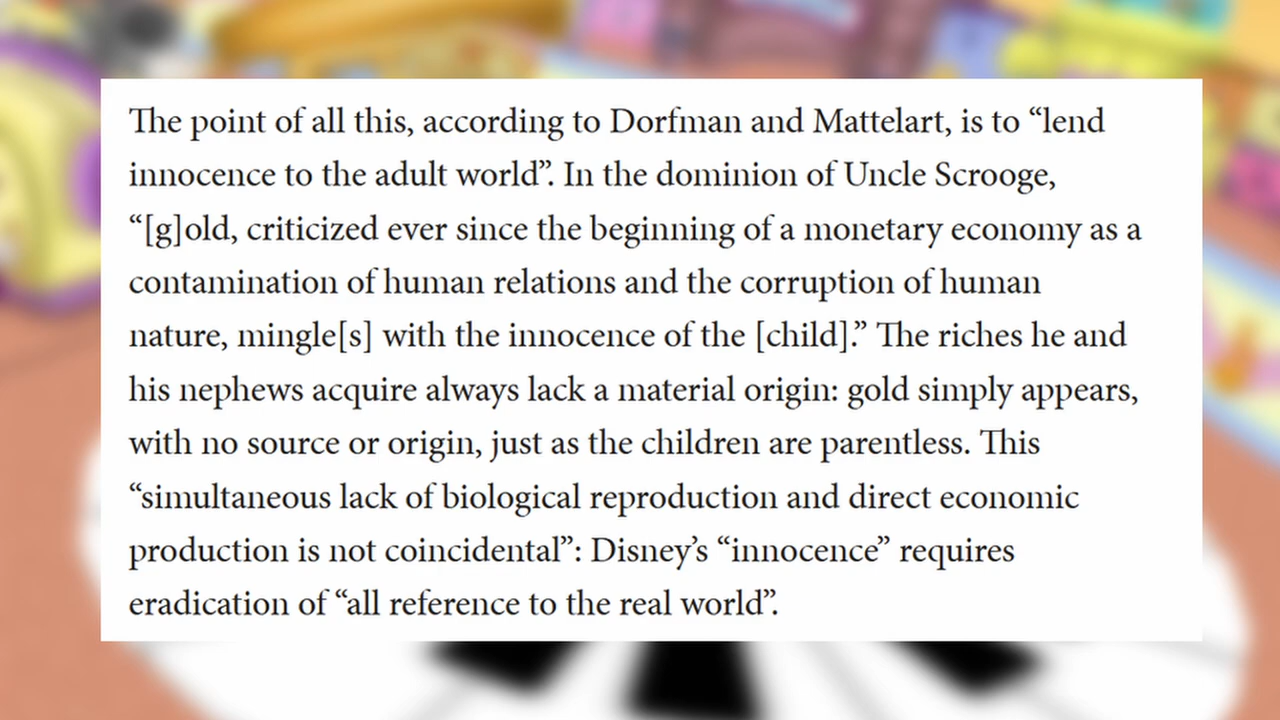 The point of all this, according to Dorfman and Mattelart, is to “lend
innocence to the adult world”. In the dominion of Uncle Scrooge,
“[g]old, criticized ever since the beginning of a monetary economy as a
contamination of human relations and the corruption of human
nature, mingle[s] with the innocence of the [child].” The riches he and
his nephews acquire always lack a material origin: gold simply appears,
with no source or origin, just as the children are parentless. This
“simultaneous lack of biological reproduction and direct economic
production is not coincidental”: Disney’s “innocence” requires
eradication of “all reference to the real world”.